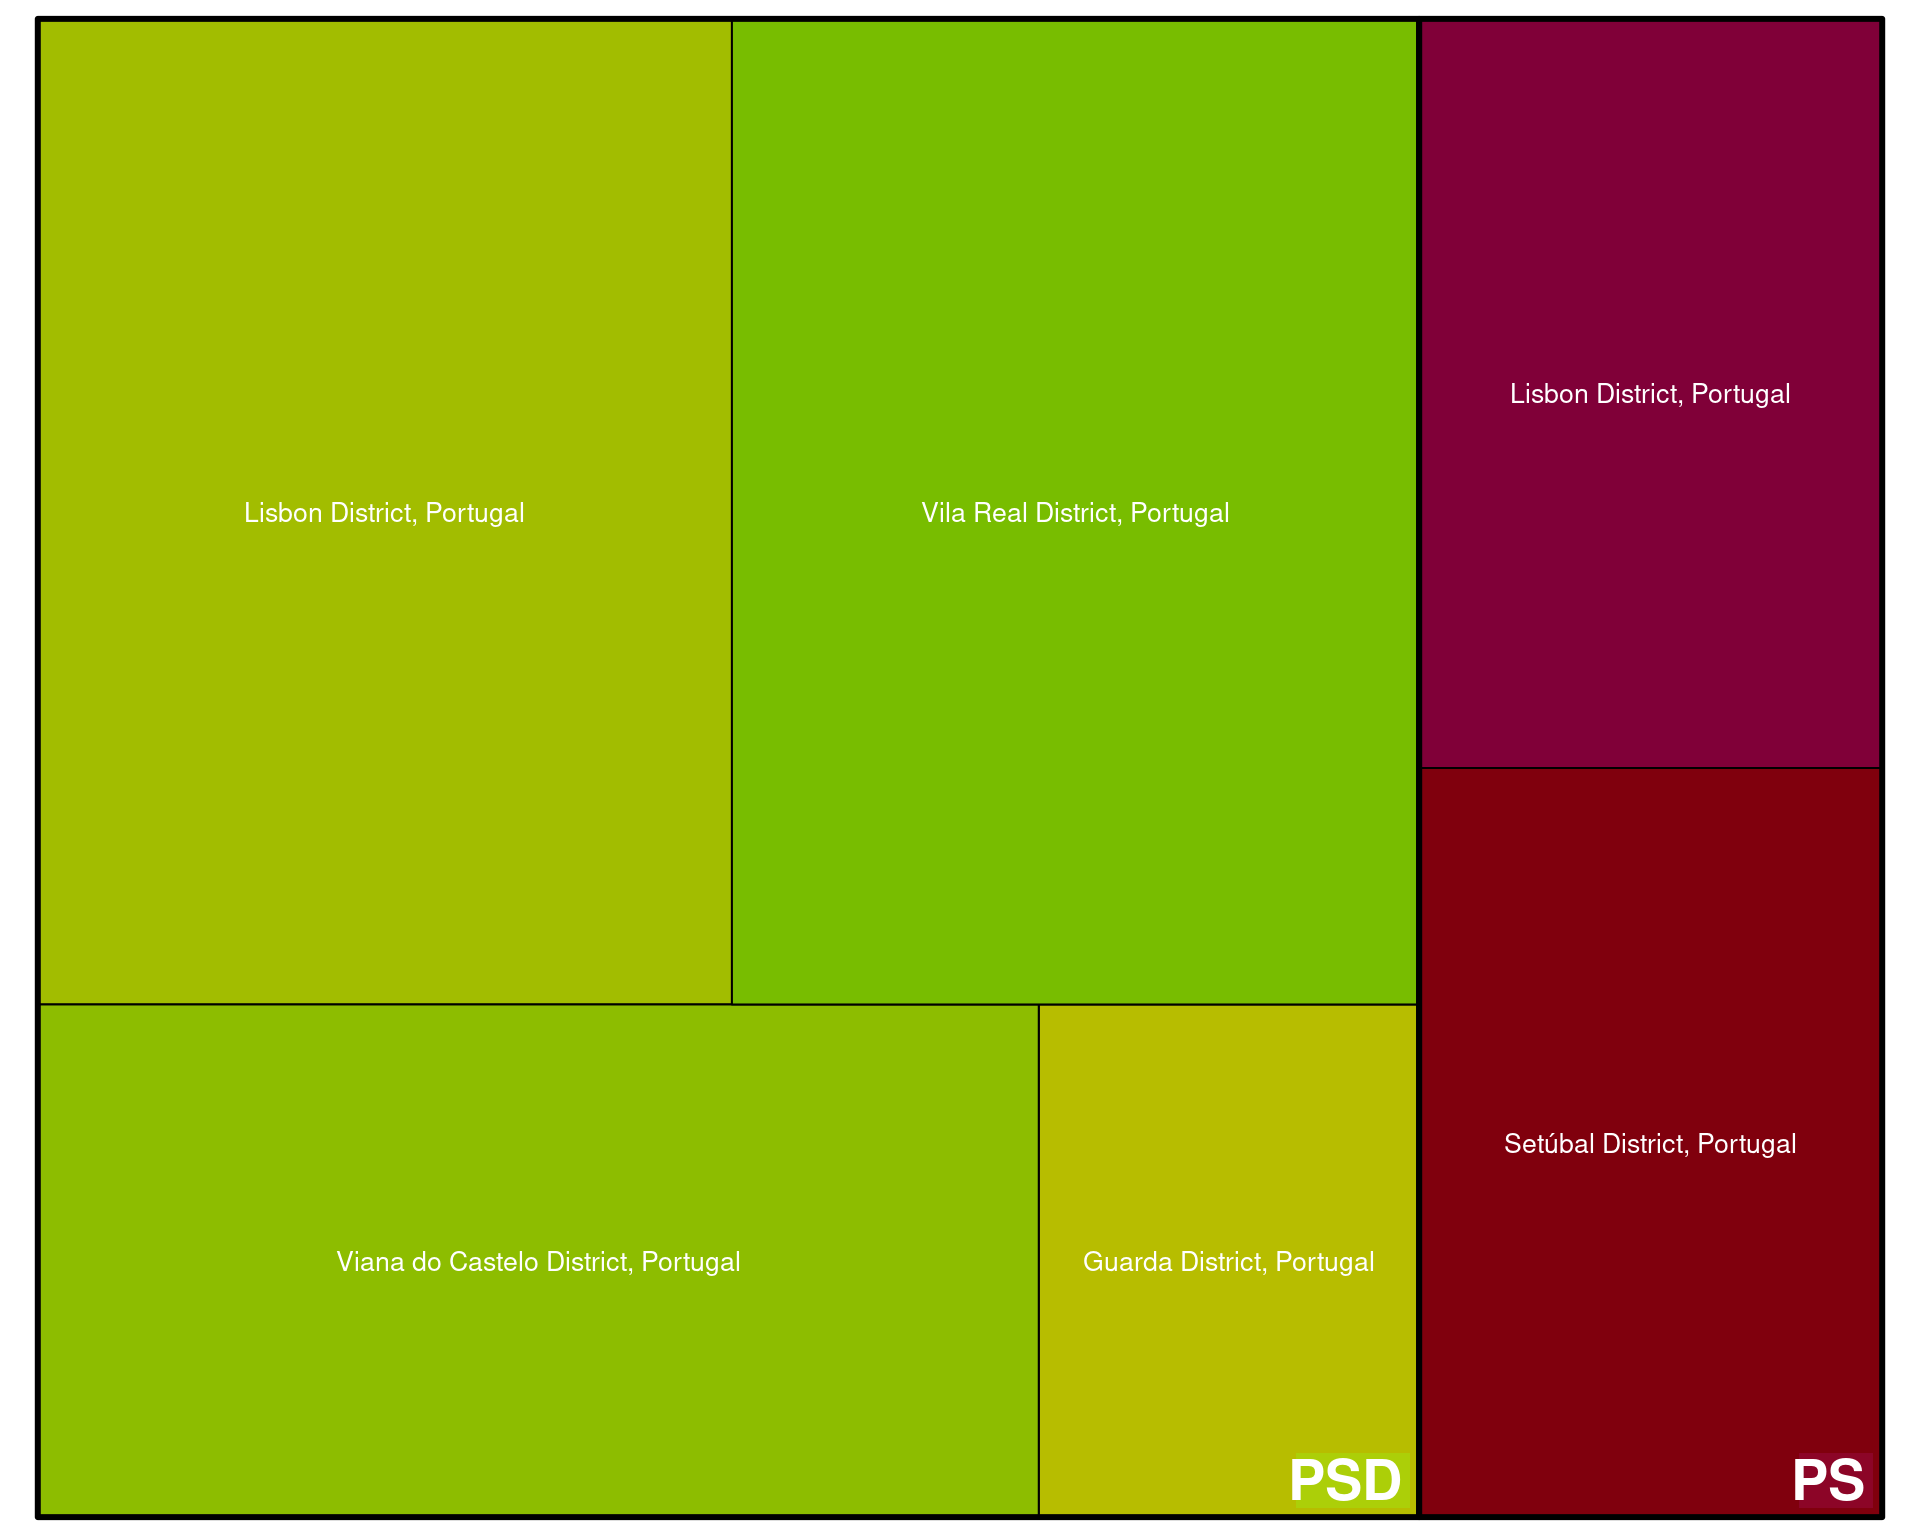 Lisbon District, Portugal
Vila Real District, Portugal
Lisbon District, Portugal
Viana do Castelo District, Portugal
Guarda District, Portugal
Setúbal District, Portugal
PSD
PS